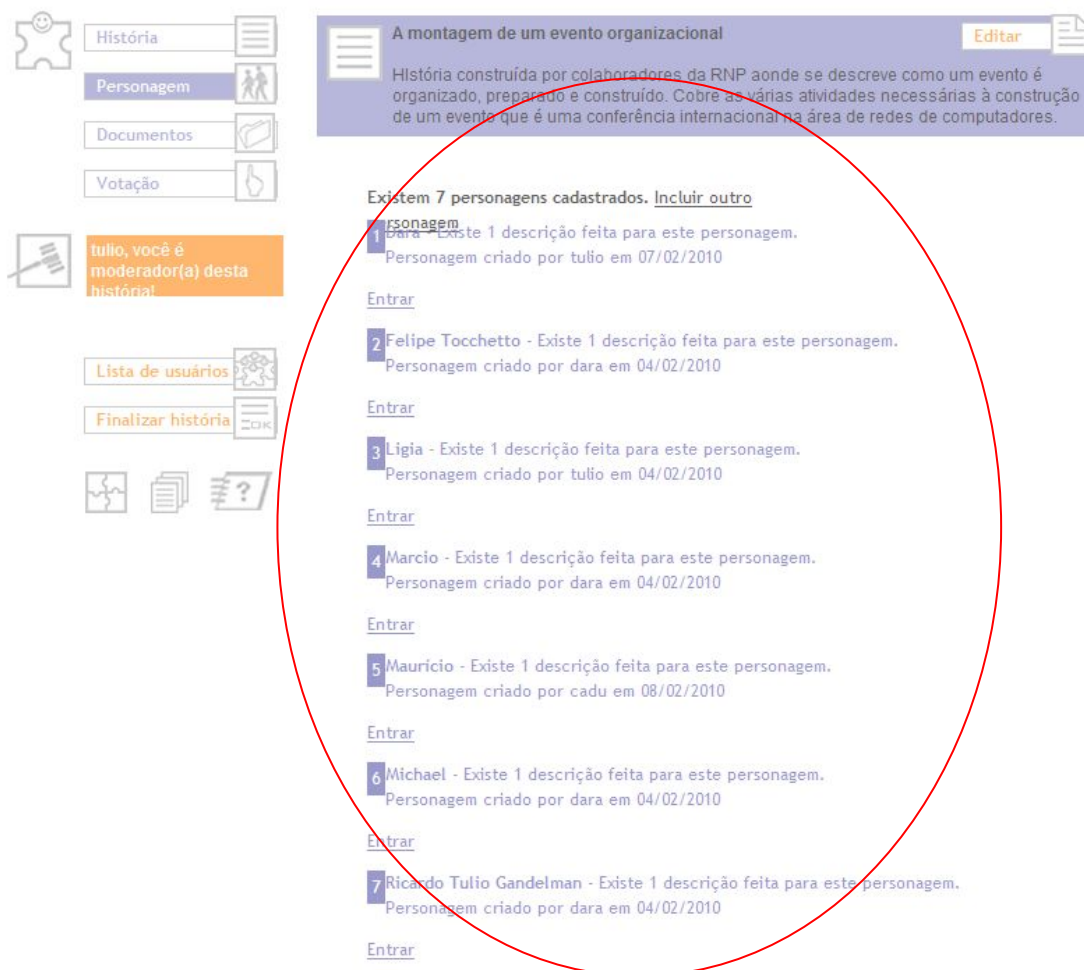 História
Personagem
Documentos
Votação
tulio, você é
moderador(a) desta
história!
Lista de usuários
Finalizar história
OK
?
A montagem de um evento organizacional
Editar
HIstória construída por colaboradores da RNP aonde se descreve como um evento é
organizado, preparado e construído. Cobre as várias atividades necessárias à construção
de um evento que é uma conferência internacional na área de redes de computadores.
Existem 7 personagens cadastrados. Incluir outro
personagem
1 Dara - Existe 1 descrição feita para este personagem.
Personagem criado por tulio em 07/02/2010
Entrar
2 Felipe Tocchetto - Existe 1 descrição feita para este personagem.
Personagem criado por dara em 04/02/2010
Entrar
3 Ligia - Existe 1 descrição feita para este personagem.
Personagem criado por tulio em 04/02/2010
Entrar
4 Marcio - Existe 1 descrição feita para este personagem.
Personagem criado por dara em 04/02/2010
Entrar
5 Maurício - Existe 1 descrição feita para este personagem.
Personagem criado por cadu em 08/02/2010
Entrar
6 Michael - Existe 1 descrição feita para este personagem.
Personagem criado por dara em 04/02/2010
Entrar
7 Ricardo Tulio Gandelman - Existe 1 descrição feita para este personagem.
Personagem criado por dara em 04/02/2010
Entrar